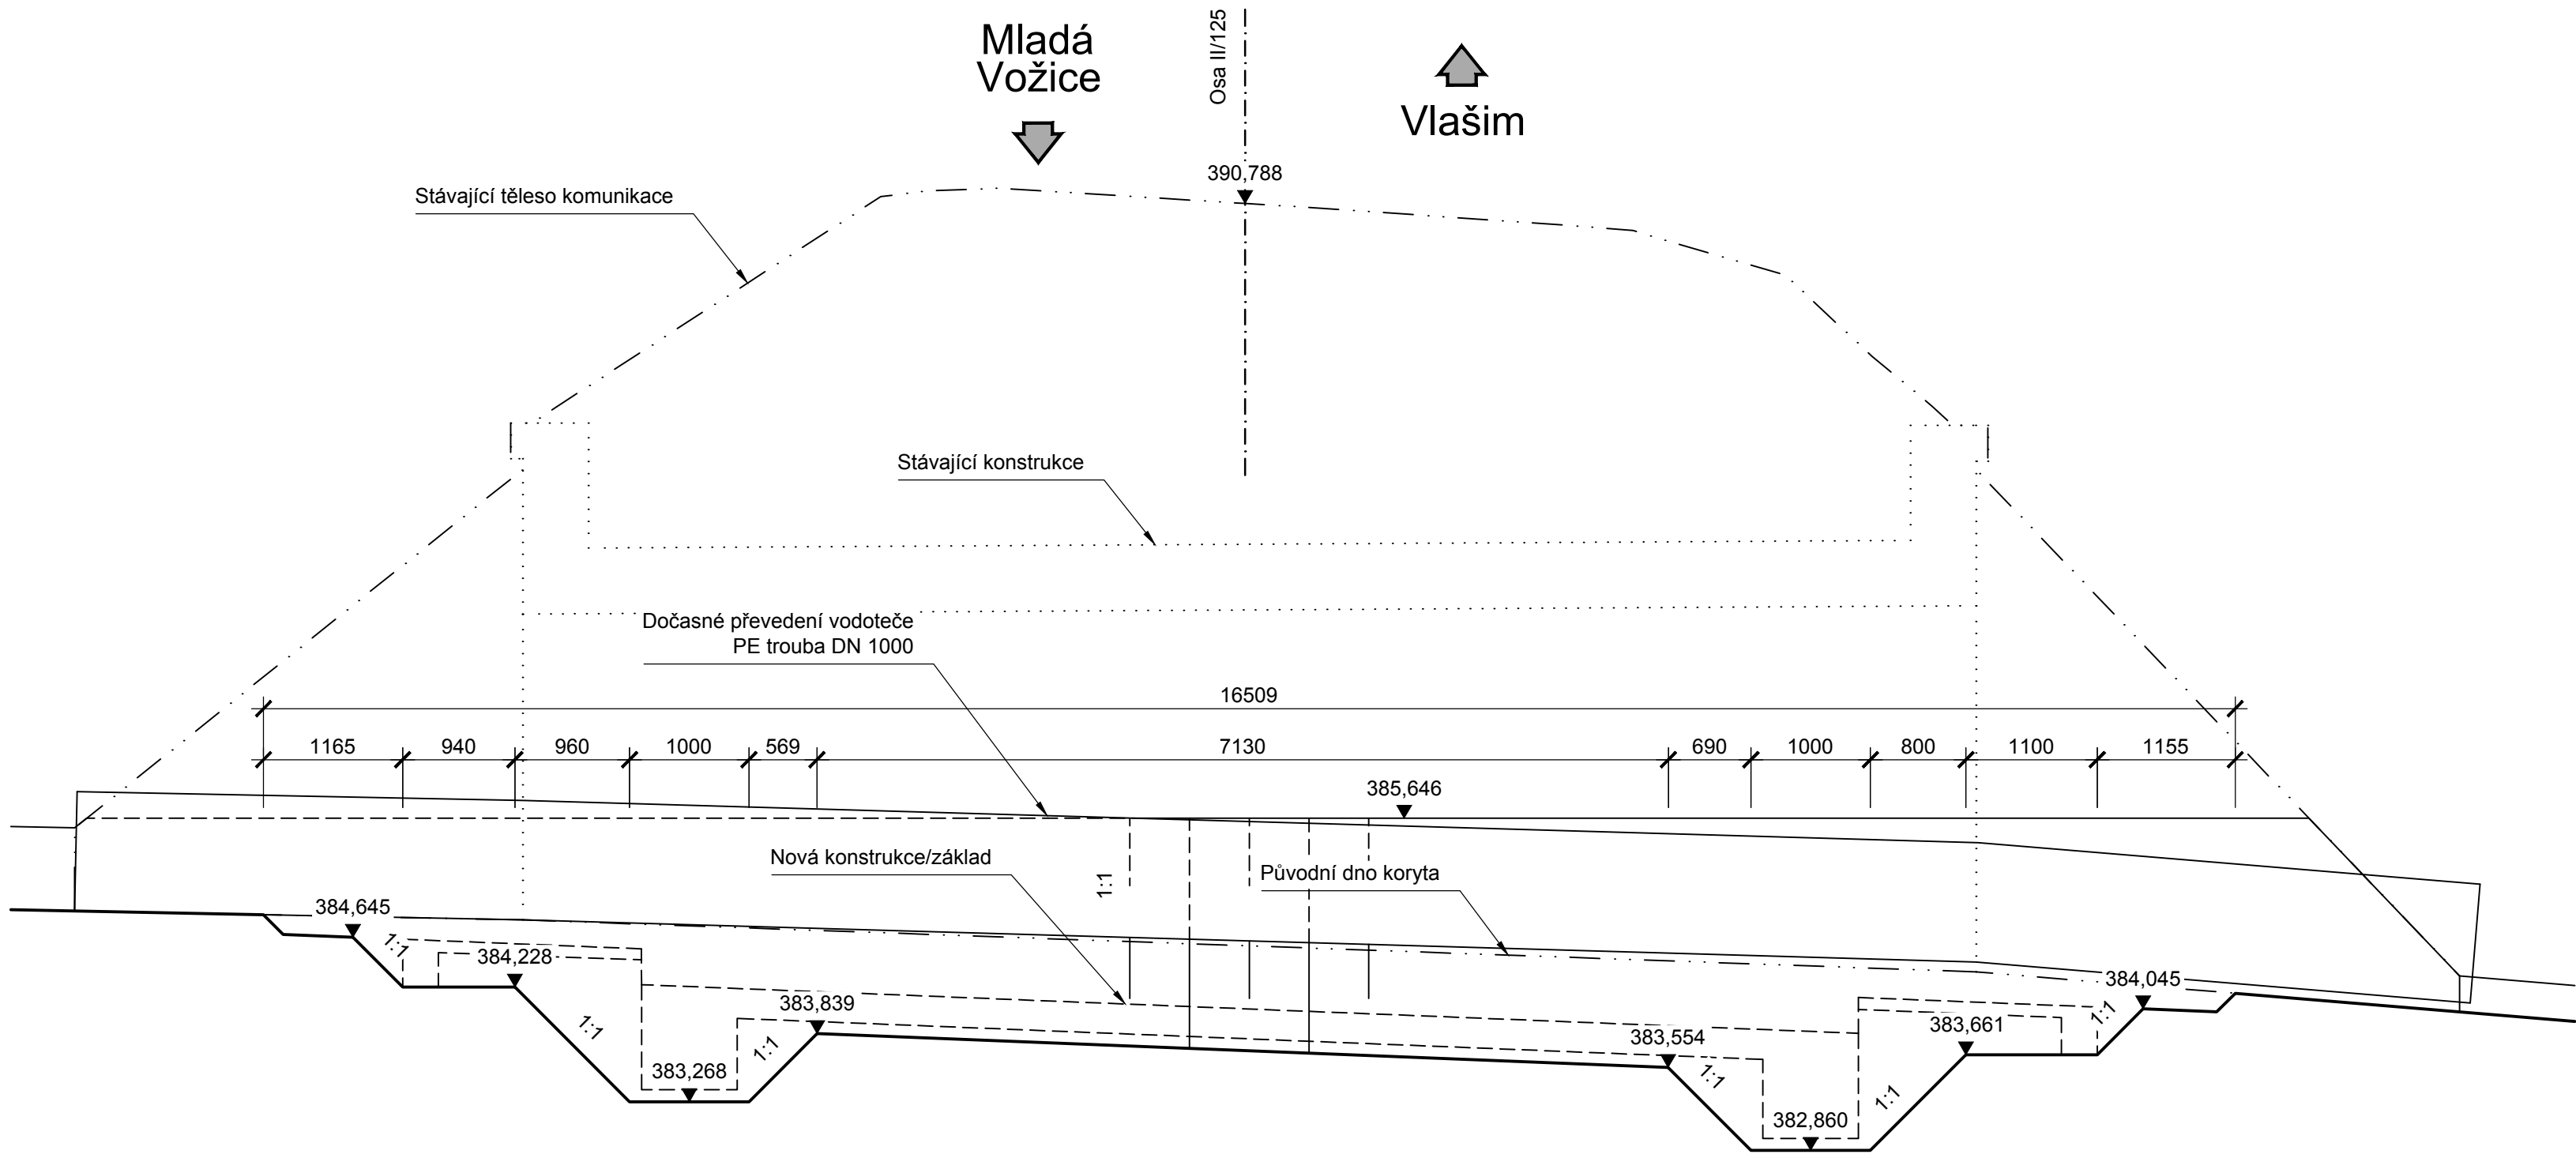 Mladá
Vožice
Osa II/125
Vlašim
390,788
Stávající těleso komunikace
Stávající konstrukce
Dočasné převedení vodoteče
PE trouba DN 1000
16509
1165 940 960 1000 569 7130 690 1000 800 1100 1155
385,646
Nová konstrukce/základ
1:1
Původní dno koryta
384,645
1:1
384,228
384,045
383,839
1:1
1:1
383,661
1:1
383,554
383,268
1:1
1:1
382,860